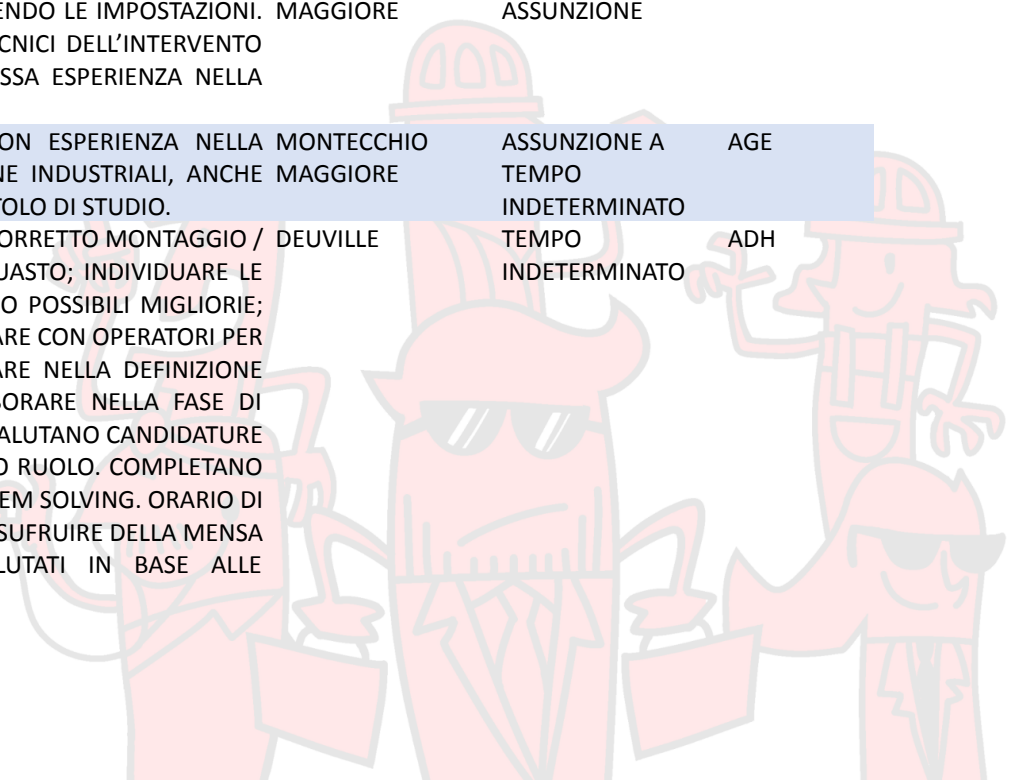 ENDO LE IMPOSTAZIONI. MAGGIORE ASSUNZIONE
CNICI DELL'INTERVENTO
SSA ESPERIENZA NELLA
ON ESPERIENZA NELLA MONTECCHIO ASSUNZIONE A AGE
NE INDUSTRIALI, ANCHE MAGGIORE TEMPO
TOLO DI STUDIO. INDETERMINATO
ORRETTO MONTAGGIO / DEUVILLE TEMPO ADH
UASTO; INDIVIDUARE LE INDETERMINATO
O POSSIBILI MIGLIORIE;
ARE CON OPERATORI PER
ARE NELLA DEFINIZIONE
BORARE NELLA FASE DI
ALUTANO CANDIDATURE
O RUOLO. COMPLETANO
EM SOLVING. ORARIO DI
SUFRUIRE DELLA MENSA
LUTATI IN BASE ALLE